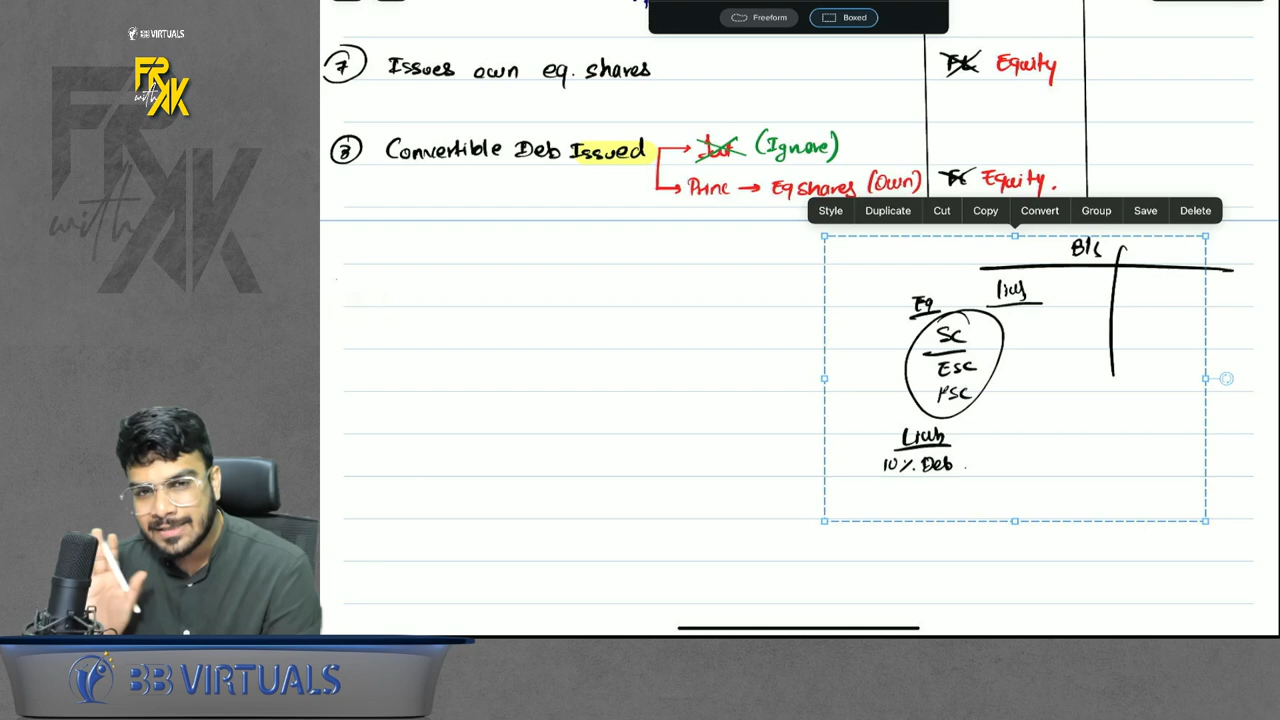 BB VIRTUALS
FR
with
AK
Freeform
Boxed
7 Issues own eq. shares
Equity
8 Convertible Deb Issued
Int (Ignore)
Princ → Eq shares (Own)
Equity.
Style Duplicate Cut Copy Convert Group Save Delete
B/s
Eq
SC
ESC
PSC
Liab
10% Deb
BB VIRTUALS